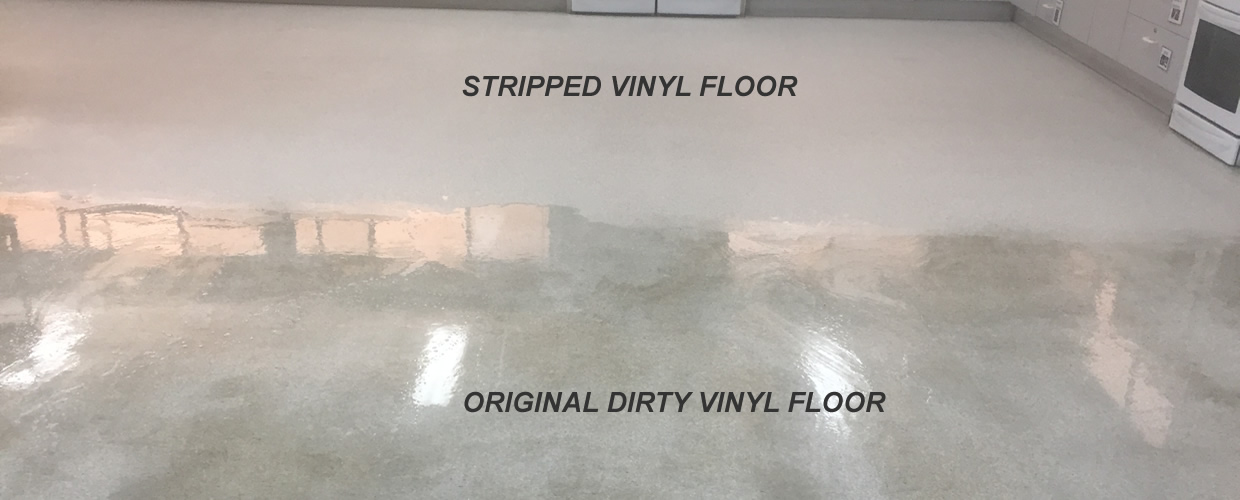 STRIPPED VINYL FLOOR
ORIGINAL DIRTY VINYL FLOOR